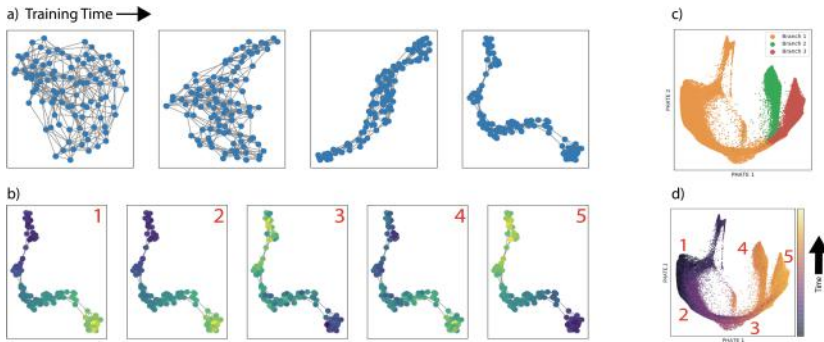 a) Training Time
b)
1
2
3
4
5
c)
Branch 1
Branch 2
Branch 3
PHATE 2
PHATE 1
d)
1
2
3
4
5
PHATE 2
PHATE 1
Time